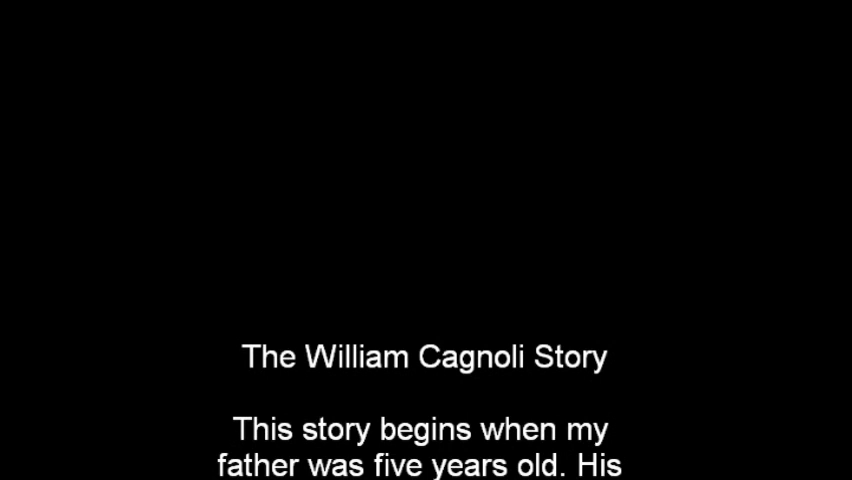 The William Cagnoli Story
This story begins when my
father was five years old. His